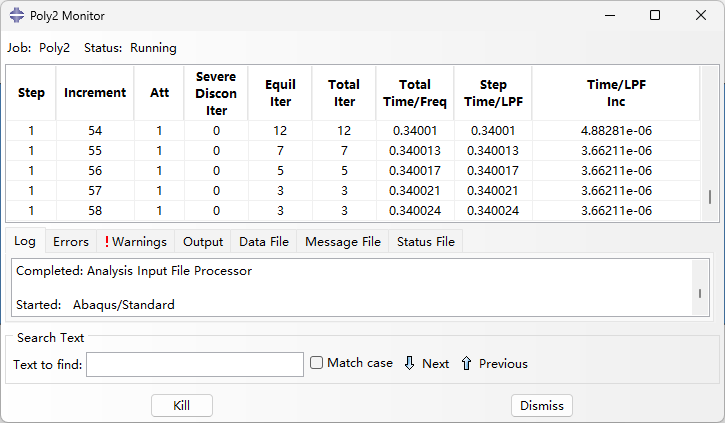 Poly2 Monitor
Job: Poly2 Status: Running
Step Increment Att Severe Discon Iter Equil Iter Total Iter Total Time/Freq Step Time/LPF Time/LPF Inc
1 54 1 0 12 12 0.34001 0.34001 4.88281e-06
1 55 1 0 7 7 0.340013 0.340013 3.66211e-06
1 56 1 0 5 5 0.340017 0.340017 3.66211e-06
1 57 1 0 3 3 0.340021 0.340021 3.66211e-06
1 58 1 0 3 3 0.340024 0.340024 3.66211e-06
Log Errors ! Warnings Output Data File Message File Status File
Completed: Analysis Input File Processor
Started: Abaqus/Standard
Search Text
Text to find: Match case Next Previous
Kill Dismiss